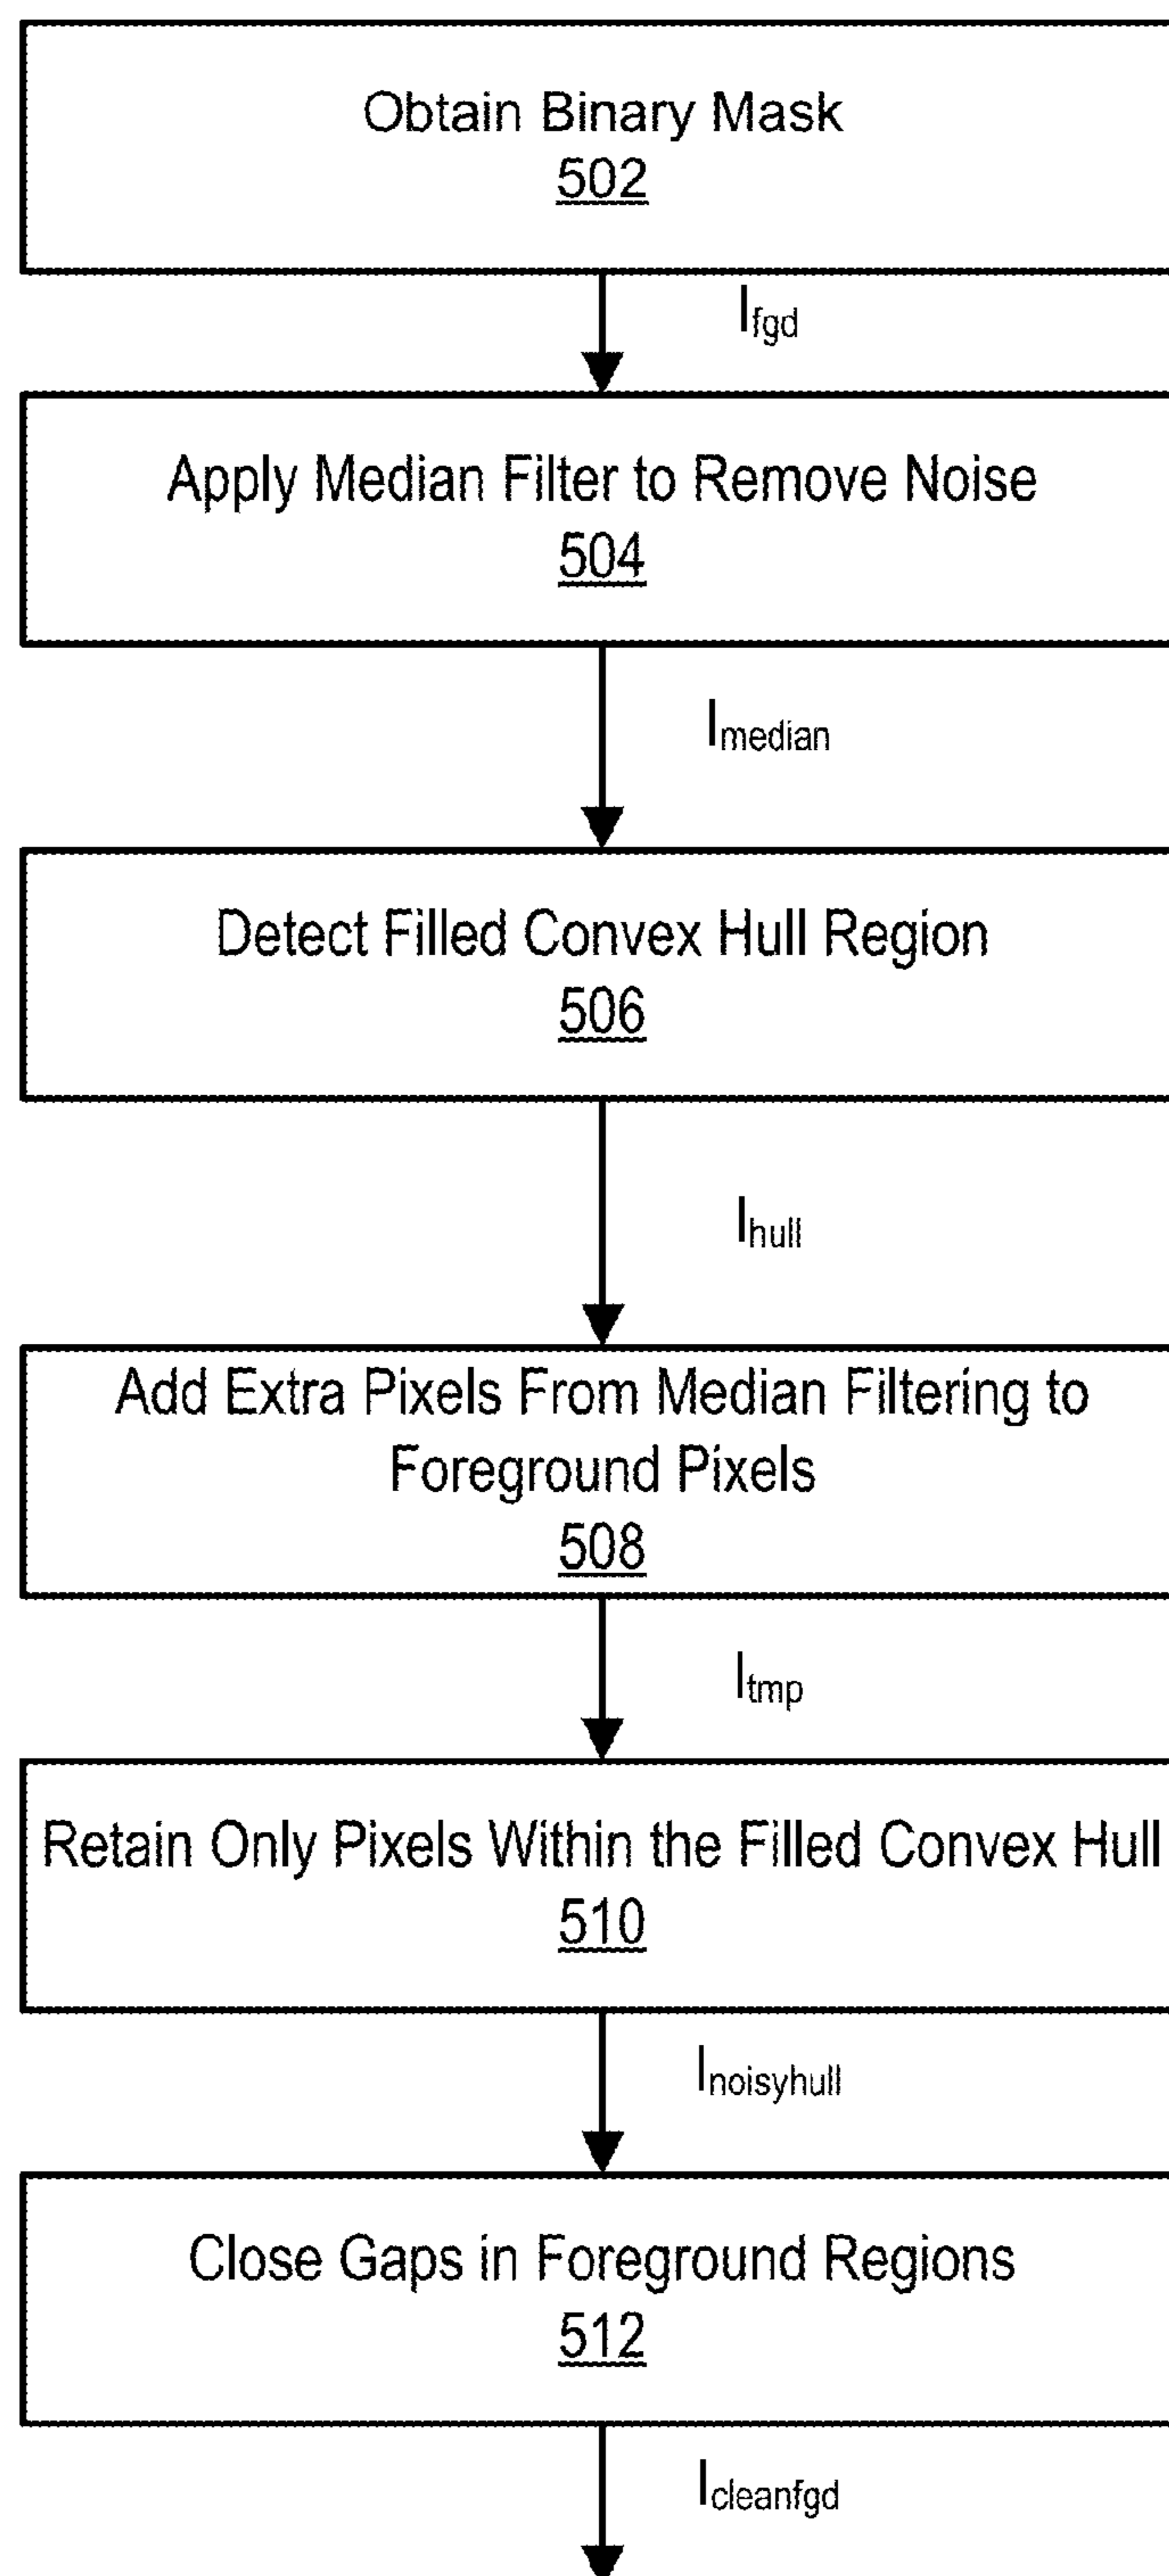 Obtain Binary Mask
502
Ifgd
Apply Median Filter to Remove Noise
504
Imedian
Detect Filled Convex Hull Region
506
Ihull
Add Extra Pixels From Median Filtering to
Foreground Pixels
508
Itmp
Retain Only Pixels Within the Filled Convex Hull
510
Inoisyhull
Close Gaps in Foreground Regions
512
Icleanfgd